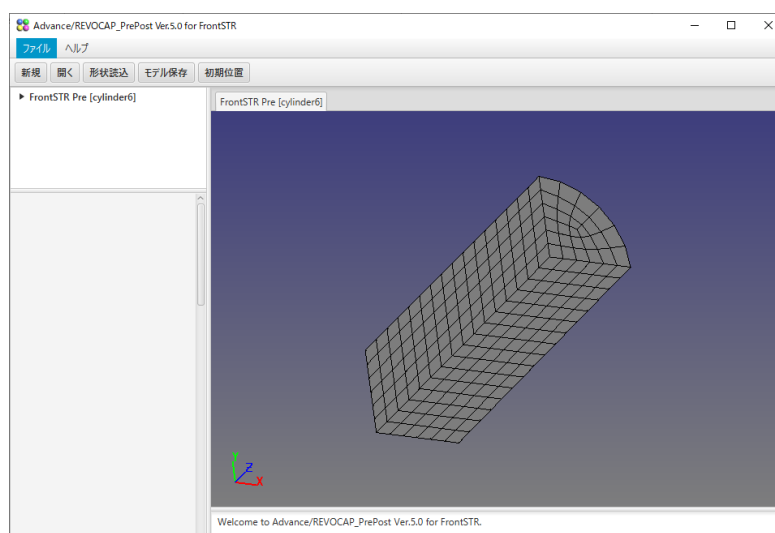 Advance/REVOCAP_PrePost Ver.5.0 for FrontSTR
ファイル ヘルプ
新規 開く 形状読込 モデル保存 初期位置
FrontSTR Pre [cylinder6]
FrontSTR Pre [cylinder6]
Y
Z
X
Welcome to Advance/REVOCAP_PrePost Ver.5.0 for FrontSTR.